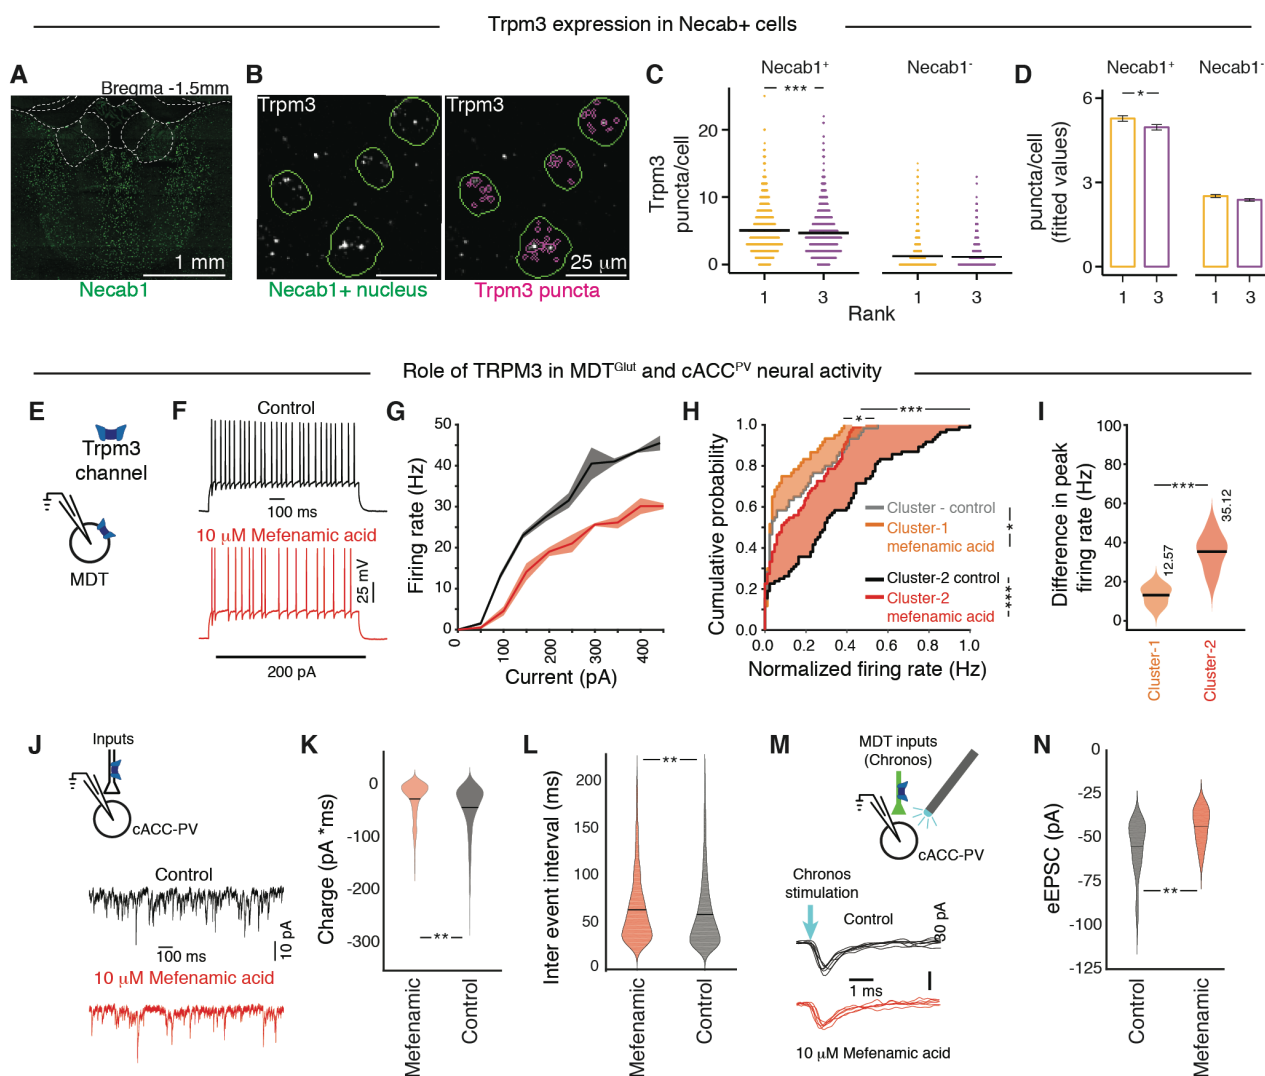 Trpm3 expression in Necab+ cells
A
Bregma -1.5mm
1 mm
Necab1
B
Trpm3
Trpm3
25 μm
Necab1+ nucleus
Trpm3 puncta
C
Necab1+
Necab1-
***
Trpm3
puncta/cell
20
10
0
1
3
1
3
Rank
D
Necab1+
Necab1-
*
puncta/cell
(fitted values)
6
3
0
1
3
1
3
Role of TRPM3 in MDTGlut and cACCPV neural activity
E
Trpm3
channel
MDT
F
Control
100 ms
10 μM Mefenamic acid
25 mV
200 pA
G
Firing rate (Hz)
50
40
30
20
10
0
0
100
200
300
400
Current (pA)
H
***
*
Cumulative probability
1.0
0.8
0.6
0.4
0.2
0.0
Cluster - control
Cluster-1
mefenamic acid
*
Cluster-2 control
Cluster-2
mefenamic acid
***
0.0
0.2
0.4
0.6
0.8
1.0
Normalized firing rate (Hz)
I
Difference in peak
firing rate (Hz)
100
80
60
40
20
0
***
12.57
35.12
Cluster-1
Cluster-2
J
Inputs
cACC-PV
Control
100 ms
10 pA
10 μM Mefenamic acid
K
Charge (pA *ms)
0
-100
-200
-300
**
Mefenamic
Control
L
Inter event interval (ms)
200
150
100
50
0
**
Mefenamic
Control
M
MDT inputs
(Chronos)
cACC-PV
Chronos
stimulation
Control
30 pA
1 ms
10 μM Mefenamic acid
N
eEPSC (pA)
0
-25
-50
-75
-100
-125
**
Control
Mefenamic